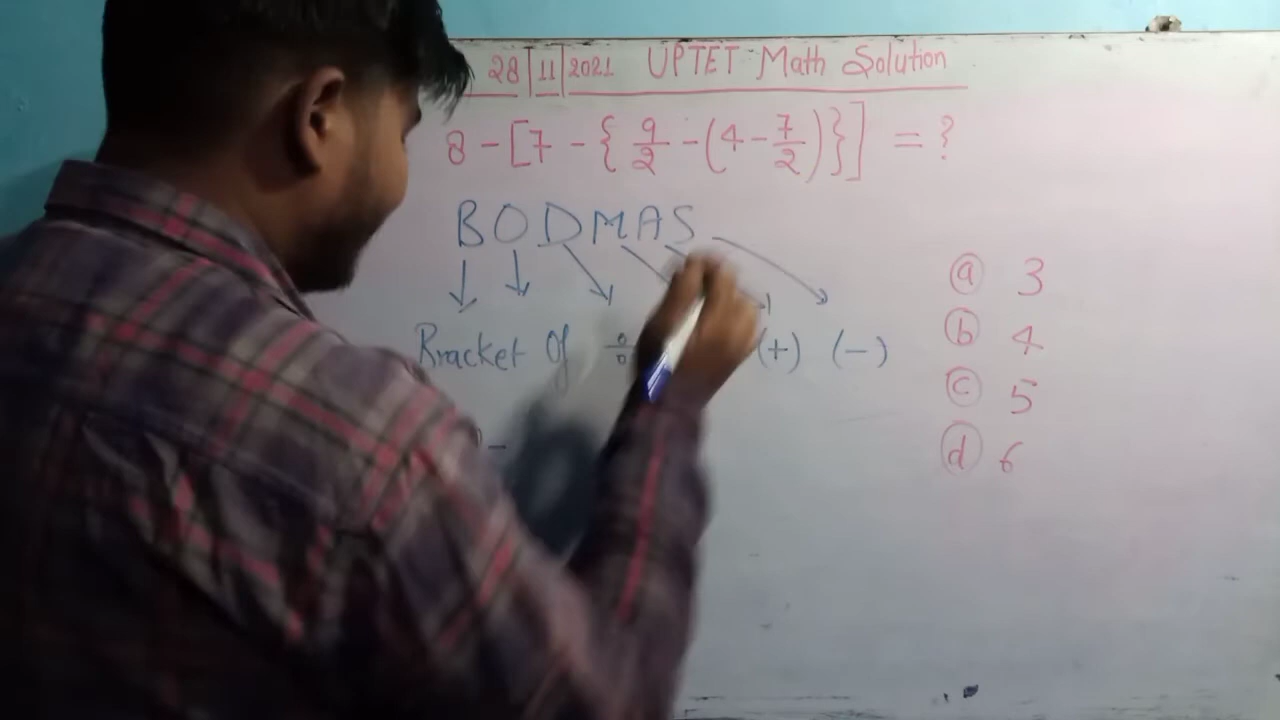 28|11|2021 UPTET Math Solution
8 - [7 - {9/2 - (4 - 7/2)}] = ?
BODMAS
Bracket Of ÷ (+) (-)
ⓐ 3
ⓑ 4
ⓒ 5
ⓓ 6